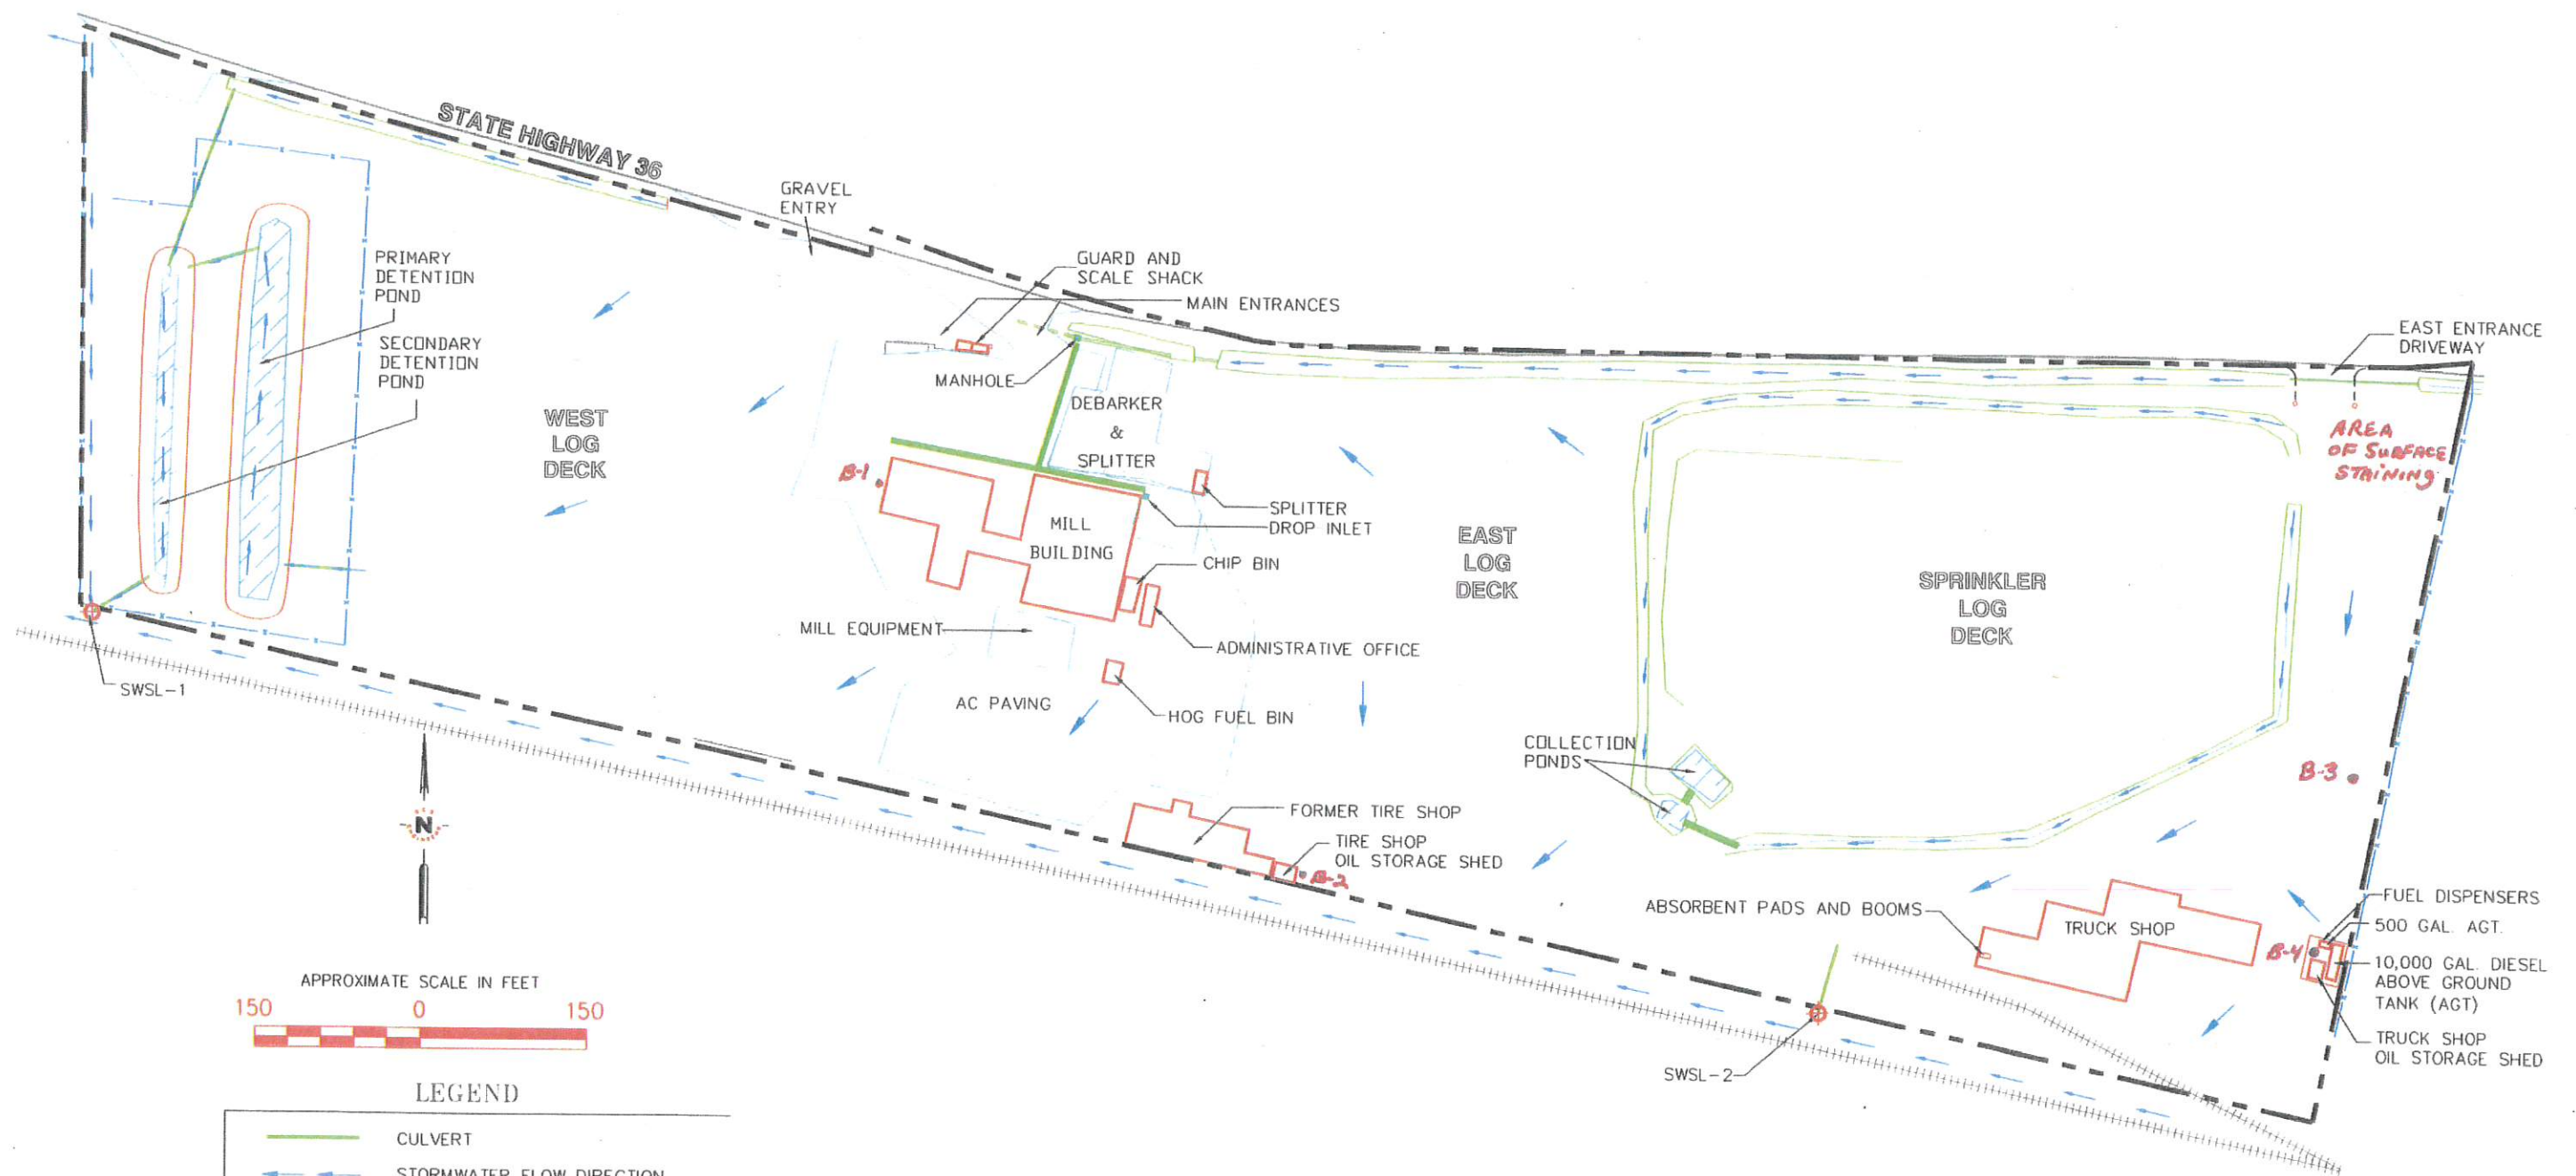 STATE HIGHWAY 36
GRAVEL
ENTRY
GUARD AND
SCALE SHACK
MAIN ENTRANCES
EAST ENTRANCE
DRIVEWAY
PRIMARY
DETENTION
POND
SECONDARY
DETENTION
POND
MANHOLE
DEBARKER
&
SPLITTER
WEST
LOG
DECK
AREA
OF SURFACE
STAINING
B-1
SPLITTER
DROP INLET
MILL
BUILDING
CHIP BIN
EAST
LOG
DECK
SPRINKLER
LOG
DECK
MILL EQUIPMENT
ADMINISTRATIVE OFFICE
SWSL-1
AC PAVING
HOG FUEL BIN
COLLECTION
PONDS
B-3
N
FORMER TIRE SHOP
TIRE SHOP
OIL STORAGE SHED
B-2
ABSORBENT PADS AND BOOMS
TRUCK SHOP
FUEL DISPENSERS
500 GAL. AGT.
B-4
10,000 GAL. DIESEL
ABOVE GROUND
TANK (AGT)
TRUCK SHOP
OIL STORAGE SHED
SWSL-2
APPROXIMATE SCALE IN FEET
150 0 150
LEGEND
CULVERT
STORMWATER FLOW DIRECTION